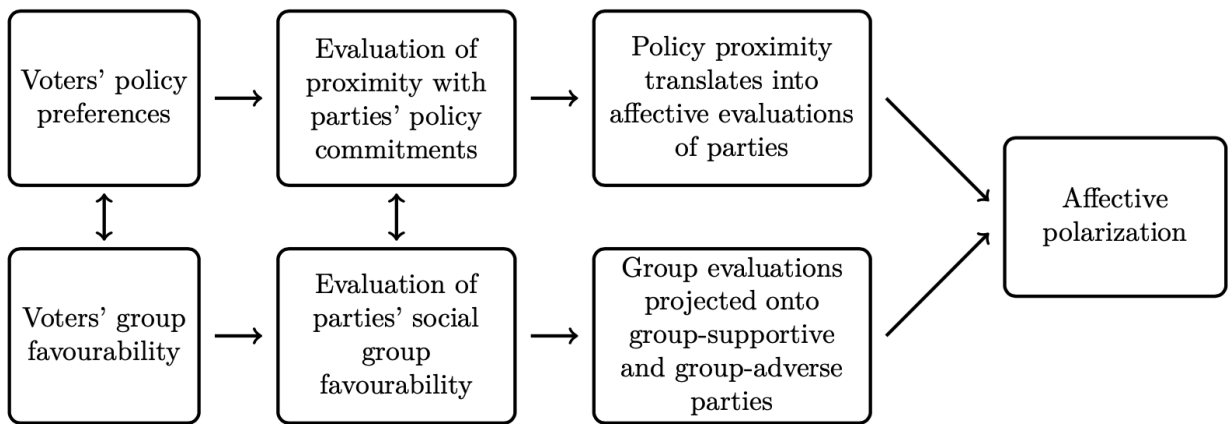 Voters' policy
preferences
Evaluation of
proximity with
parties' policy
commitments
Policy proximity
translates into
affective evaluations
of parties
Voters' group
favourability
Evaluation of
parties' social
group
favourability
Group evaluations
projected onto
group-supportive
and group-adverse
parties
Affective
polarization